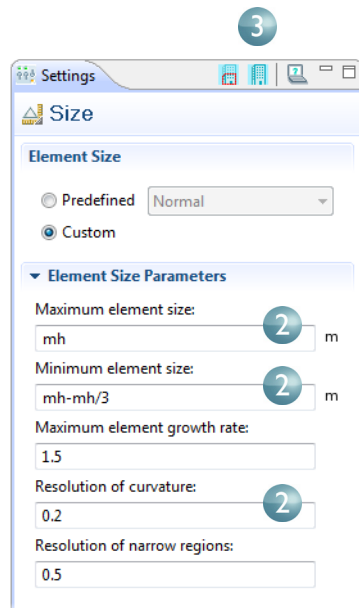 3
Settings
Size
Element Size
Predefined Normal
Custom
Element Size Parameters
Maximum element size:
mh 2 m
Minimum element size:
mh-mh/3 2 m
Maximum element growth rate:
1.5
Resolution of curvature:
0.2 2
Resolution of narrow regions:
0.5